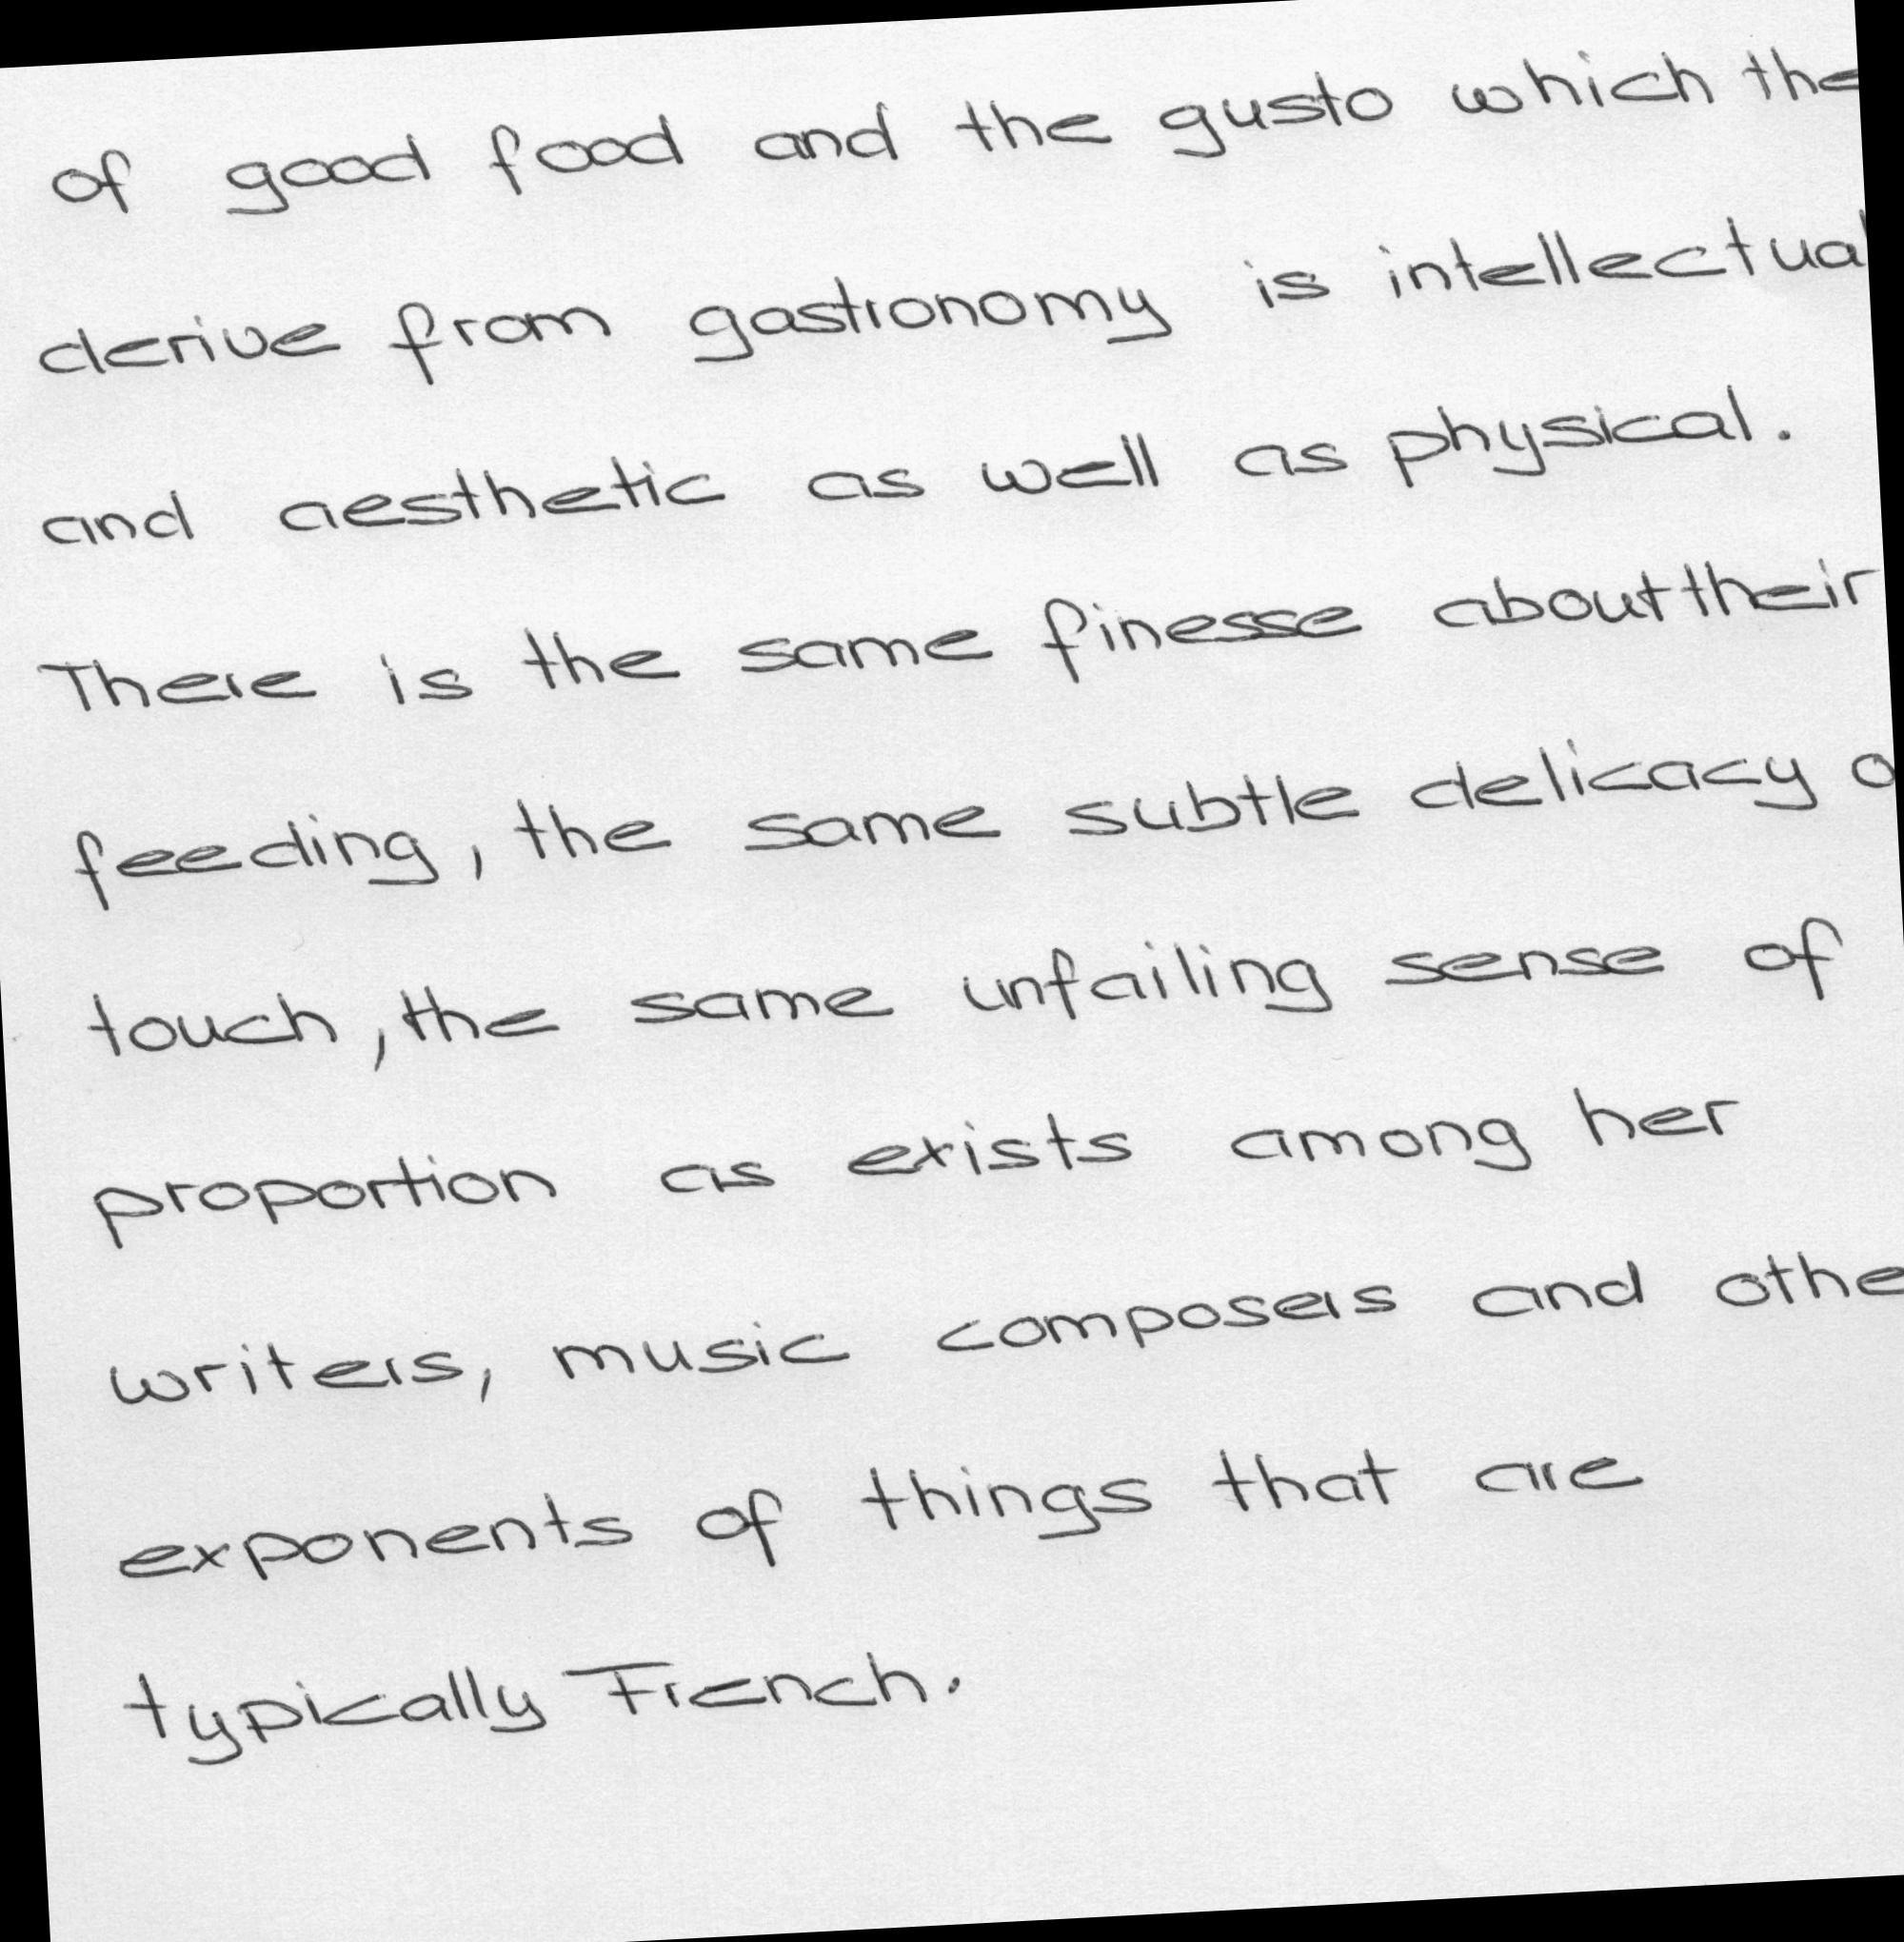 of good food and the gusto which the
derive from gastronomy is intellectual
and aesthetic as well as physical.
There is the same finesse about their
feeding, the same subtle delicacy
touch, the same unfailing sense of
proportion as exists among her
writers, music composers and othe
exponents of things that are
typically French.